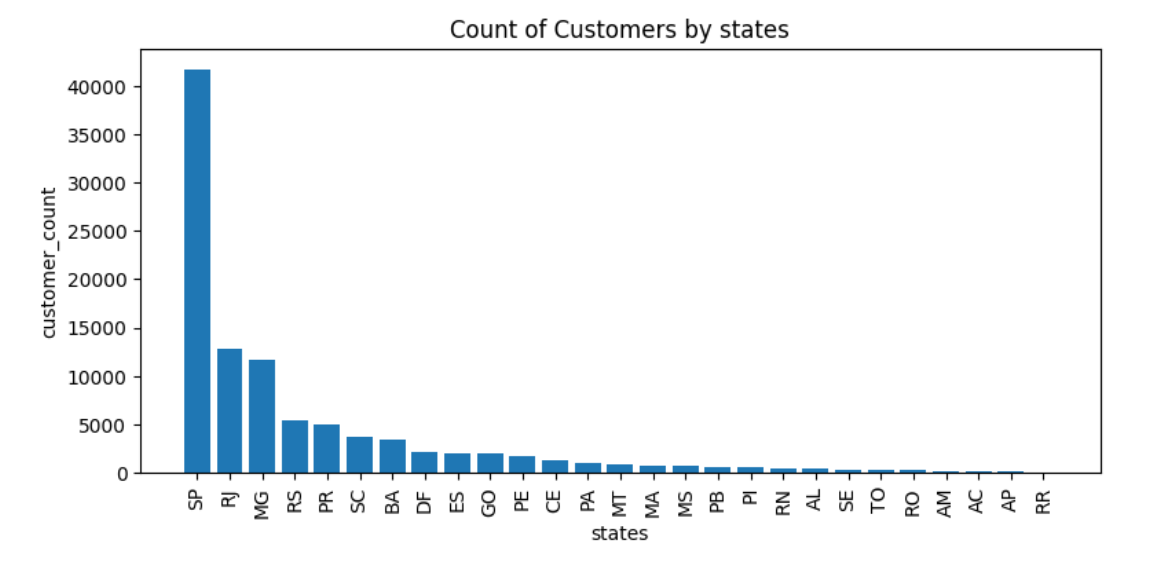 Count of Customers by states
customer_count
40000
35000
30000
25000
20000
15000
10000
5000
0
SP RJ MG RS PR SC BA DF ES GO PE CE PA MT MA MS PB PI RN AL SE TO RO AM AC AP RR
states